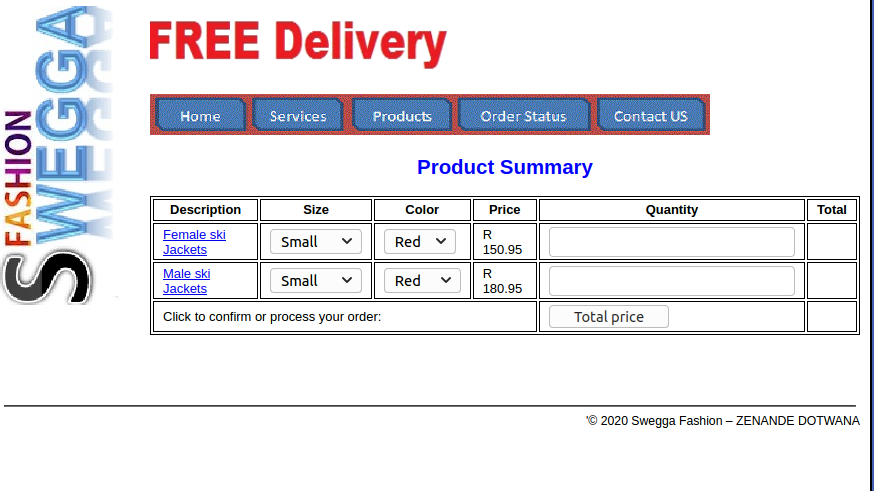 FREE Delivery
SWEGGA
FASHION
Home Services Products Order Status Contact US
Product Summary
Description Size Color Price Quantity Total
Female ski Jackets Small Red R 150.95
Male ski Jackets Small Red R 180.95
Click to confirm or process your order: Total price
'© 2020 Swegga Fashion – ZENANDE DOTWANA